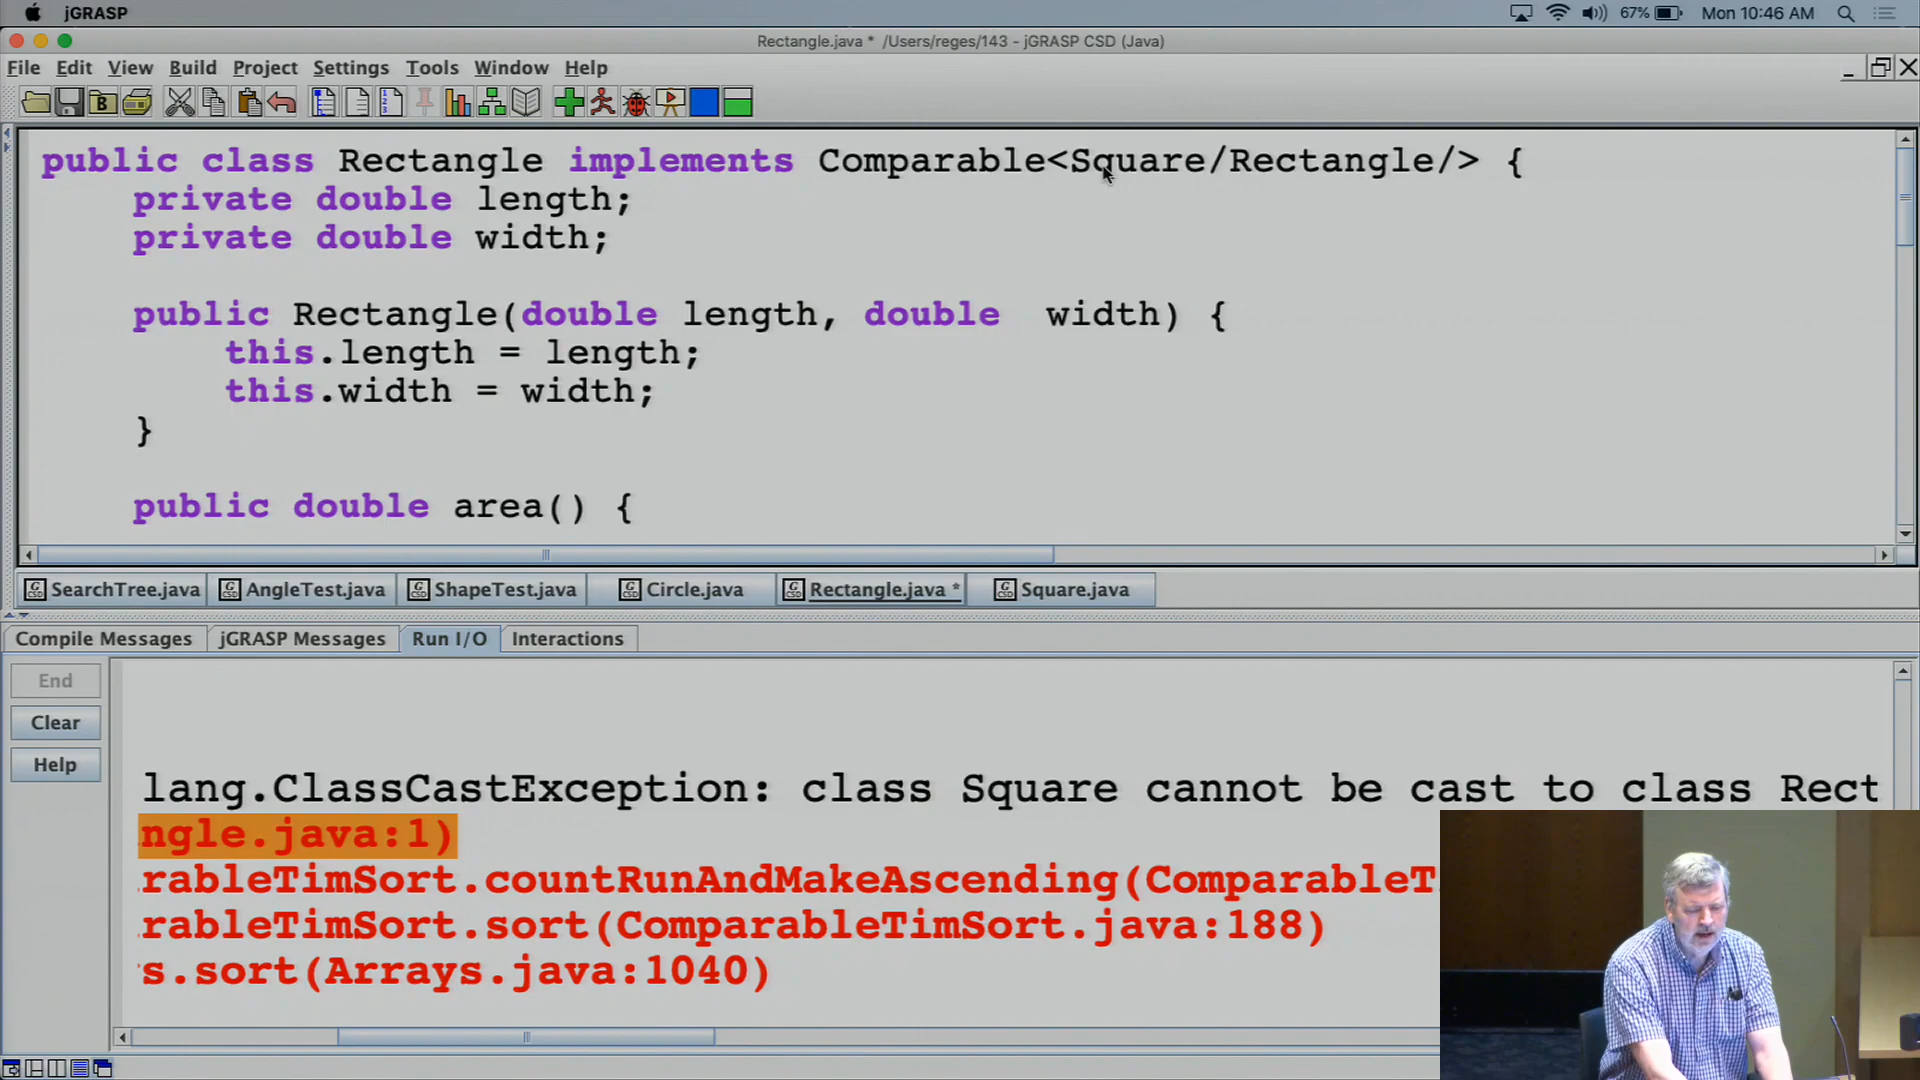 jGRASP
67%
Mon 10:46 AM
Rectangle.java * /Users/reges/143 - jGRASP CSD (Java)
File Edit View Build Project Settings Tools Window Help
public class Rectangle implements Comparable<Square/Rectangle/> {
private double length;
private double width;
public Rectangle(double length, double width) {
this.length = length;
this.width = width;
}
public double area() {
SearchTree.java AngleTest.java ShapeTest.java Circle.java Rectangle.java * Square.java
Compile Messages jGRASP Messages Run I/O Interactions
End
Clear
Help
lang.ClassCastException: class Square cannot be cast to class Rect
ngle.java:1)
rableTimSort.countRunAndMakeAscending(ComparableT
rableTimSort.sort(ComparableTimSort.java:188)
s.sort(Arrays.java:1040)